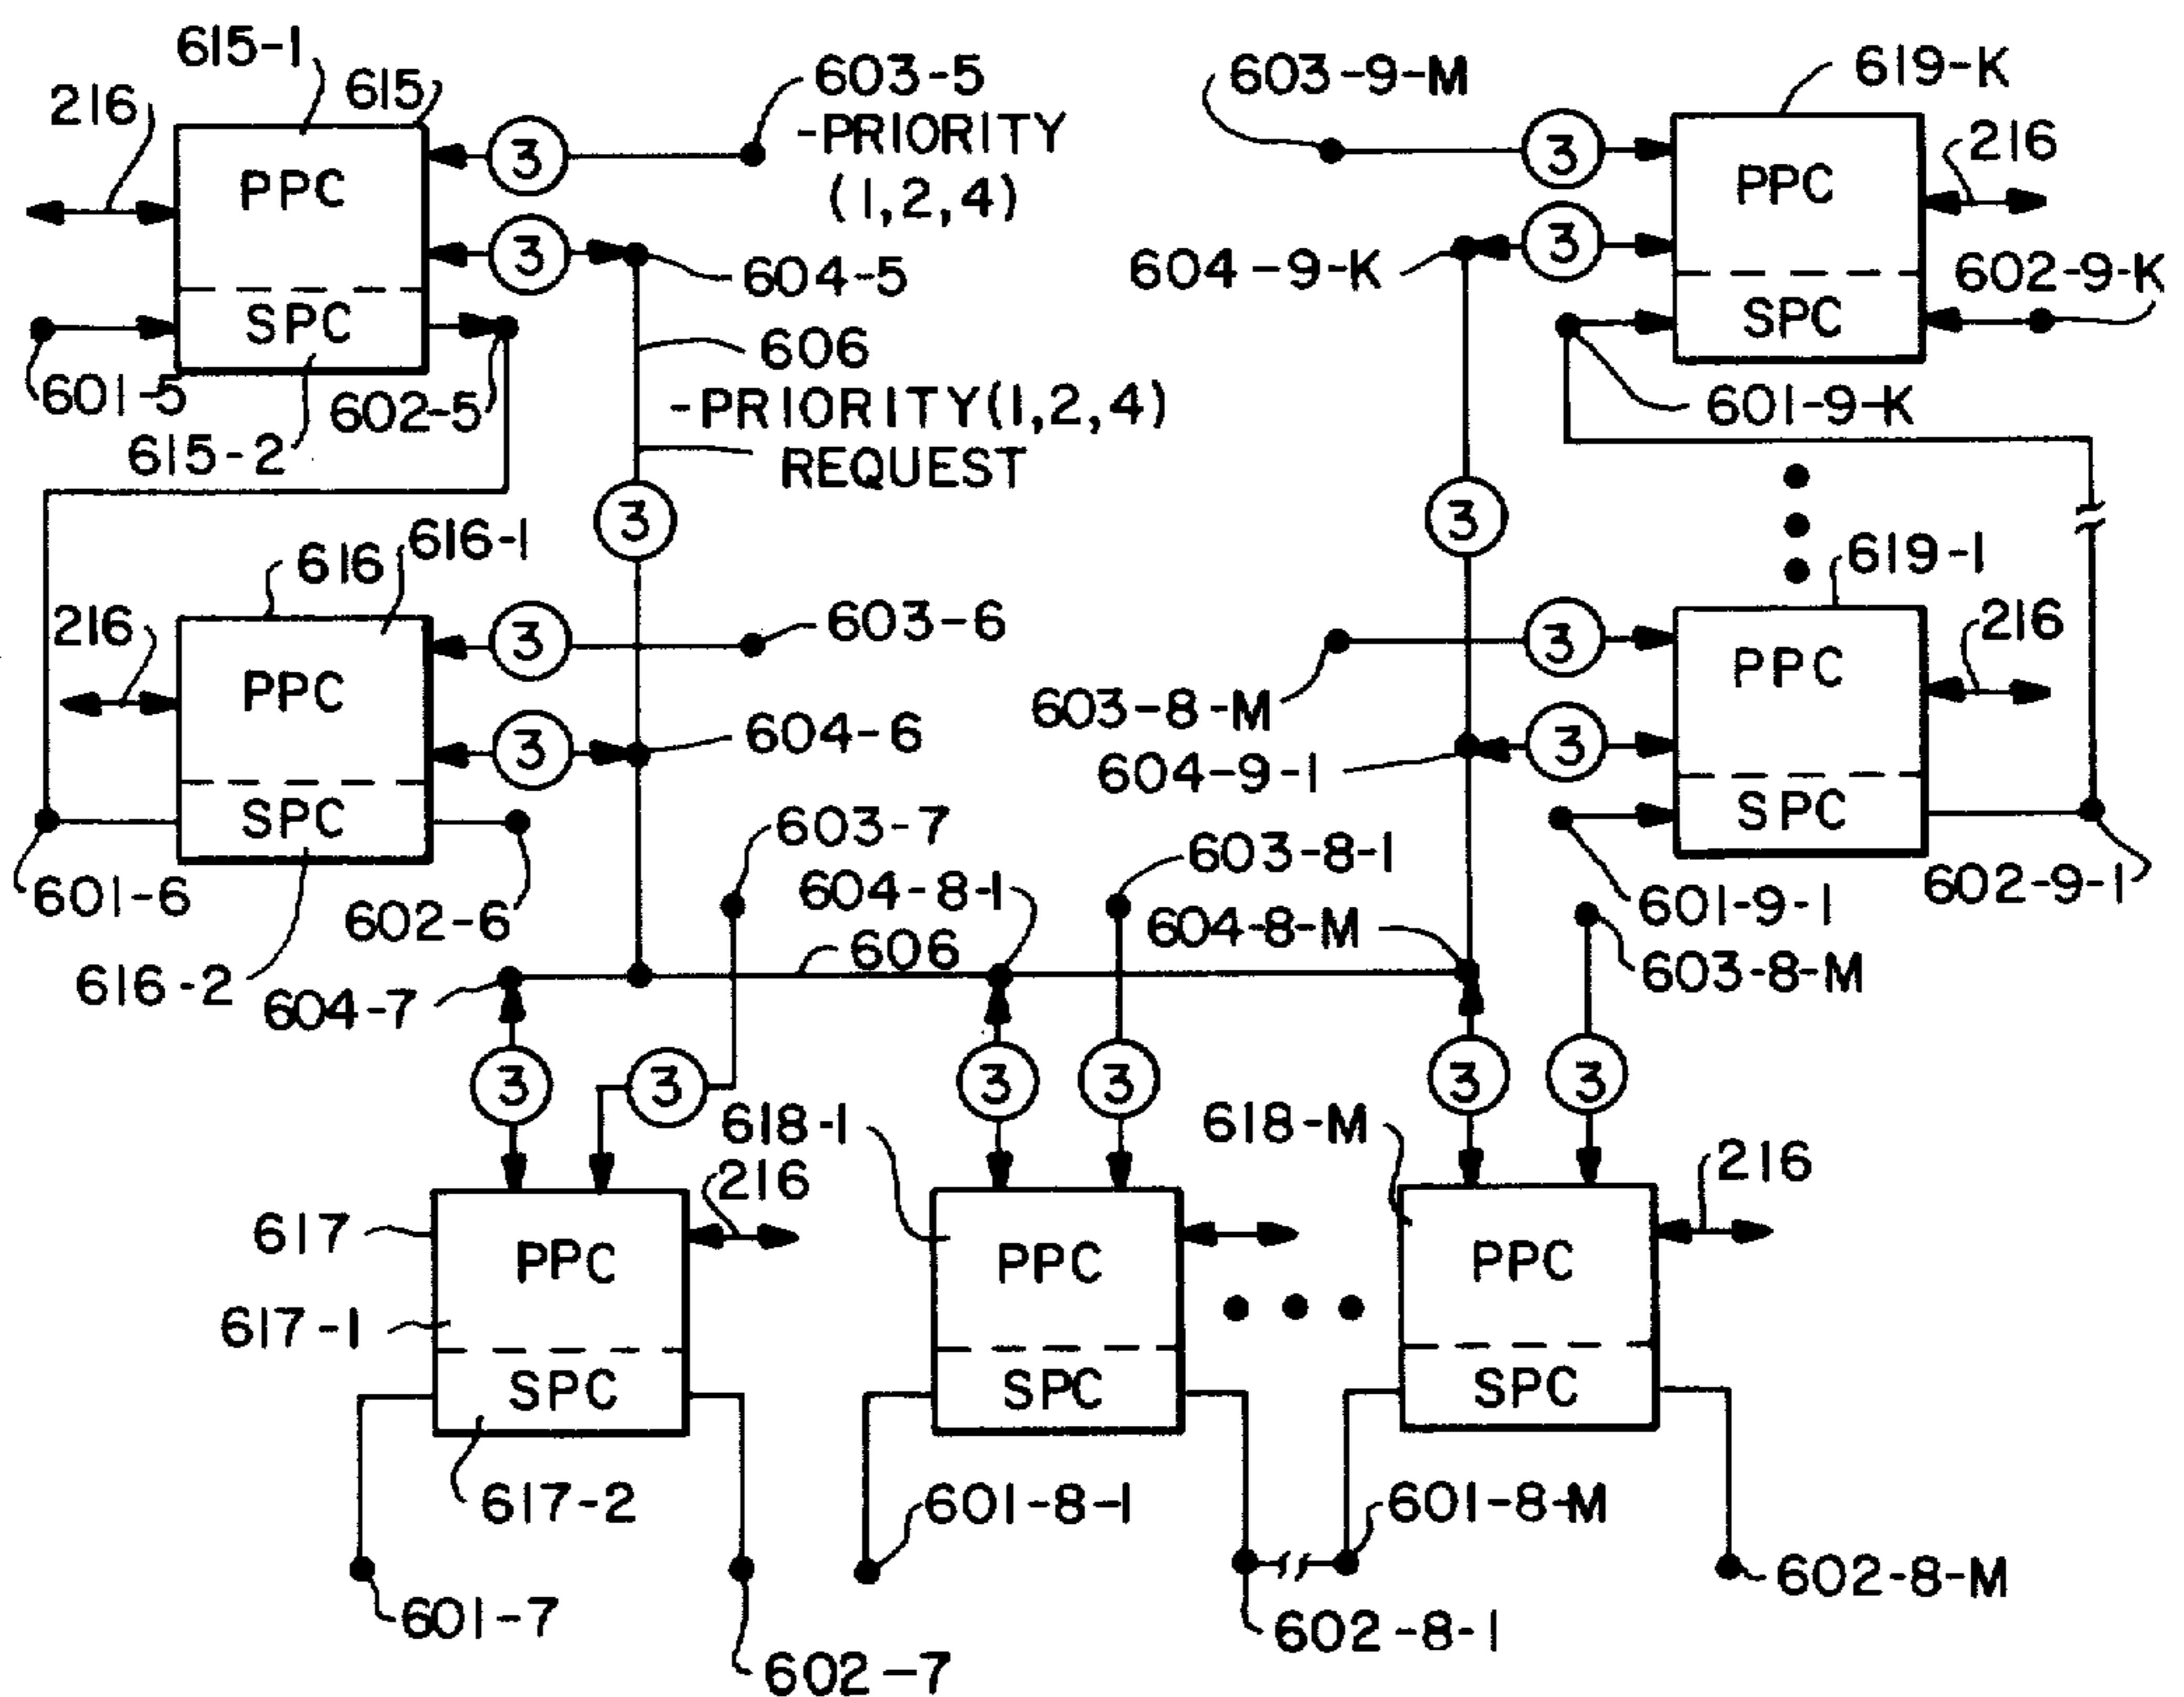 615-1
615
216
PPC
SPC
3
603-5
-PRIORITY
(1,2,4)
3
604-5
601-5
602-5
615-2
606
-PRIORITY(1,2,4)
REQUEST
3
603-9-M
3
619-K
PPC
SPC
216
604-9-K
3
602-9-K
601-9-K
3
616
616-1
216
PPC
SPC
3
603-6
3
604-6
601-6
602-6
616-2
619-1
216
PPC
SPC
3
603-8-M
3
604-9-1
601-9-1
602-9-1
603-7
604-8-1
603-8-1
604-8-M
606
603-8-M
604-7
3
3
3
3
3
3
618-1
618-M
216
216
617
617-1
PPC
SPC
PPC
SPC
PPC
SPC
617-2
601-8-1
601-8-M
602-8-M
601-7
602-7
602-8-1